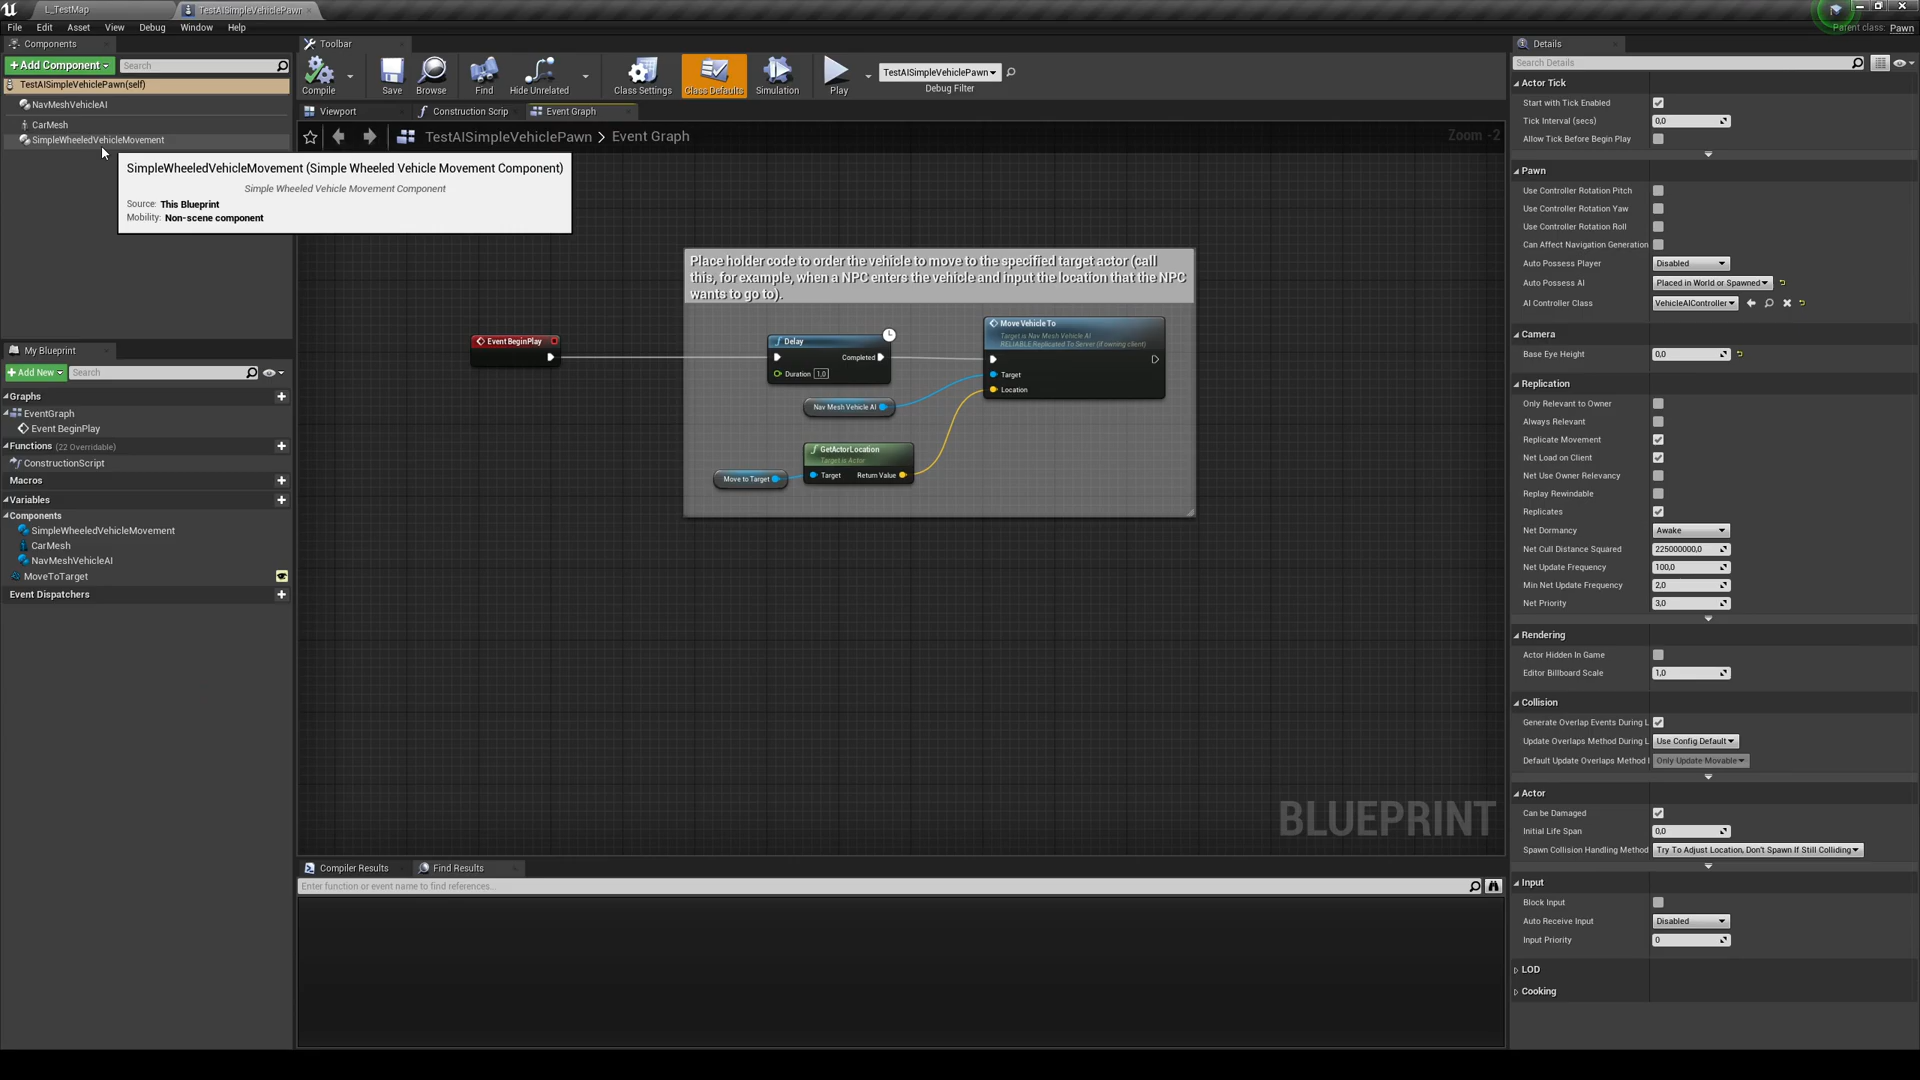 L_TestMap
TestAISimpleVehiclePawn
File Edit Asset View Debug Window Help
Parent class: Pawn
Components
+Add Component
Search
TestAISimpleVehiclePawn(self)
NavMeshVehicleAI
CarMesh
SimpleWheeledVehicleMovement
SimpleWheeledVehicleMovement (Simple Wheeled Vehicle Movement Component)
Simple Wheeled Vehicle Movement Component
Source: This Blueprint
Mobility: Non-scene component
My Blueprint
+Add New
Search
Graphs
EventGraph
Event BeginPlay
Functions (22 Overridable)
ConstructionScript
Macros
Variables
Components
SimpleWheeledVehicleMovement
CarMesh
NavMeshVehicleAI
MoveToTarget
Event Dispatchers
Toolbar
Compile
Save
Browse
Find
Hide Unrelated
Class Settings
Class Defaults
Simulation
Play
TestAISimpleVehiclePawn
Debug Filter
Viewport
Construction Scrip
Event Graph
TestAISimpleVehiclePawn > Event Graph
Zoom -2
Place holder code to order the vehicle to move to the specified target actor (call
this, for example, when a NPC enters the vehicle and input the location that the NPC
wants to go to).
Event BeginPlay
Delay
Completed
Duration 1,0
Move Vehicle To
Target is Nav Mesh Vehicle AI
RELIABLE Replicated To Server (if owning client)
Target
Location
Nav Mesh Vehicle AI
GetActorLocation
Target is Actor
Target Return Value
Move to Target
BLUEPRINT
Compiler Results
Find Results
Enter function or event name to find references...
Details
Search Details
Actor Tick
Start with Tick Enabled
Tick Interval (secs) 0,0
Allow Tick Before Begin Play
Pawn
Use Controller Rotation Pitch
Use Controller Rotation Yaw
Use Controller Rotation Roll
Can Affect Navigation Generation
Auto Possess Player Disabled
Auto Possess AI Placed in World or Spawned
AI Controller Class VehicleAIController
Camera
Base Eye Height 0,0
Replication
Only Relevant to Owner
Always Relevant
Replicate Movement
Net Load on Client
Net Use Owner Relevancy
Replay Rewindable
Replicates
Net Dormancy Awake
Net Cull Distance Squared 225000000,0
Net Update Frequency 100,0
Min Net Update Frequency 2,0
Net Priority 3,0
Rendering
Actor Hidden In Game
Editor Billboard Scale 1,0
Collision
Generate Overlap Events During L
Update Overlaps Method During L Use Config Default
Default Update Overlaps Method Only Update Movable
Actor
Can be Damaged
Initial Life Span 0,0
Spawn Collision Handling Method Try To Adjust Location, Don't Spawn If Still Colliding
Input
Block Input
Auto Receive Input Disabled
Input Priority 0
LOD
Cooking